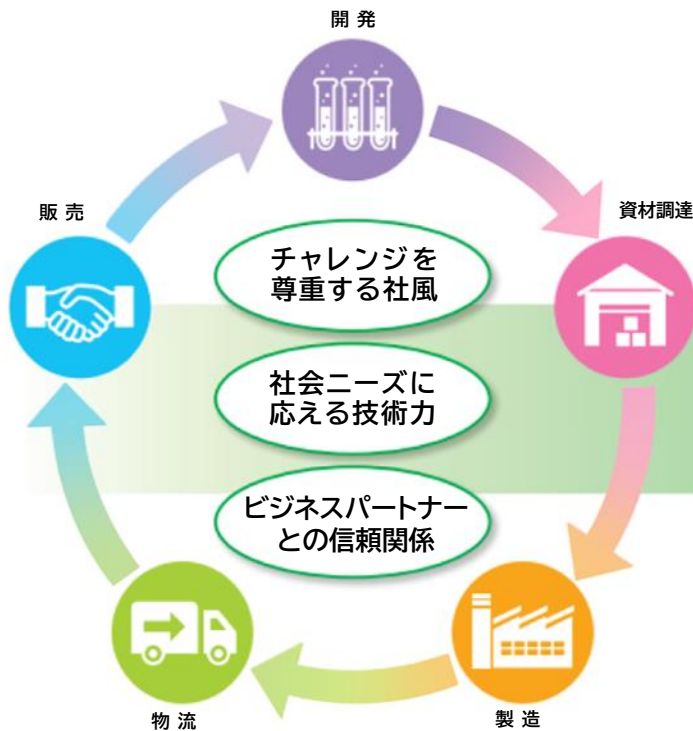 開発
販売
資材調達
チャレンジを
尊重する社風
社会ニーズに
応える技術力
ビジネスパートナー
との信頼関係
物流
製造